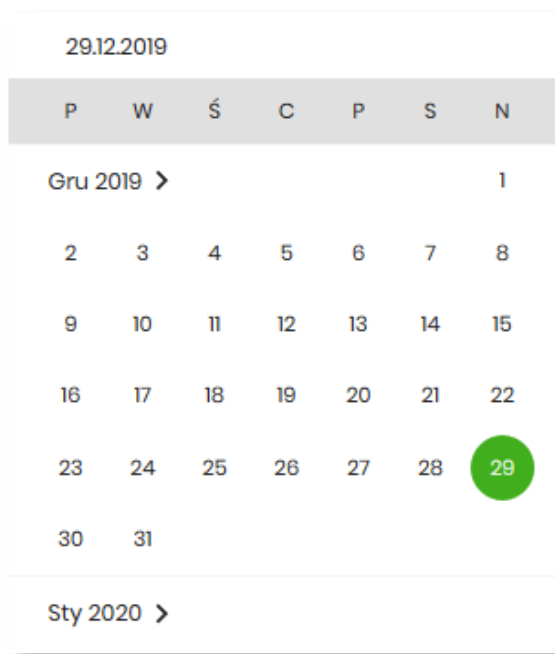 29.12.2019
P W Ś C P S N
Gru 2019 1
2 3 4 5 6 7 8
9 10 11 12 13 14 15
16 17 18 19 20 21 22
23 24 25 26 27 28 29
30 31
Sty 2020